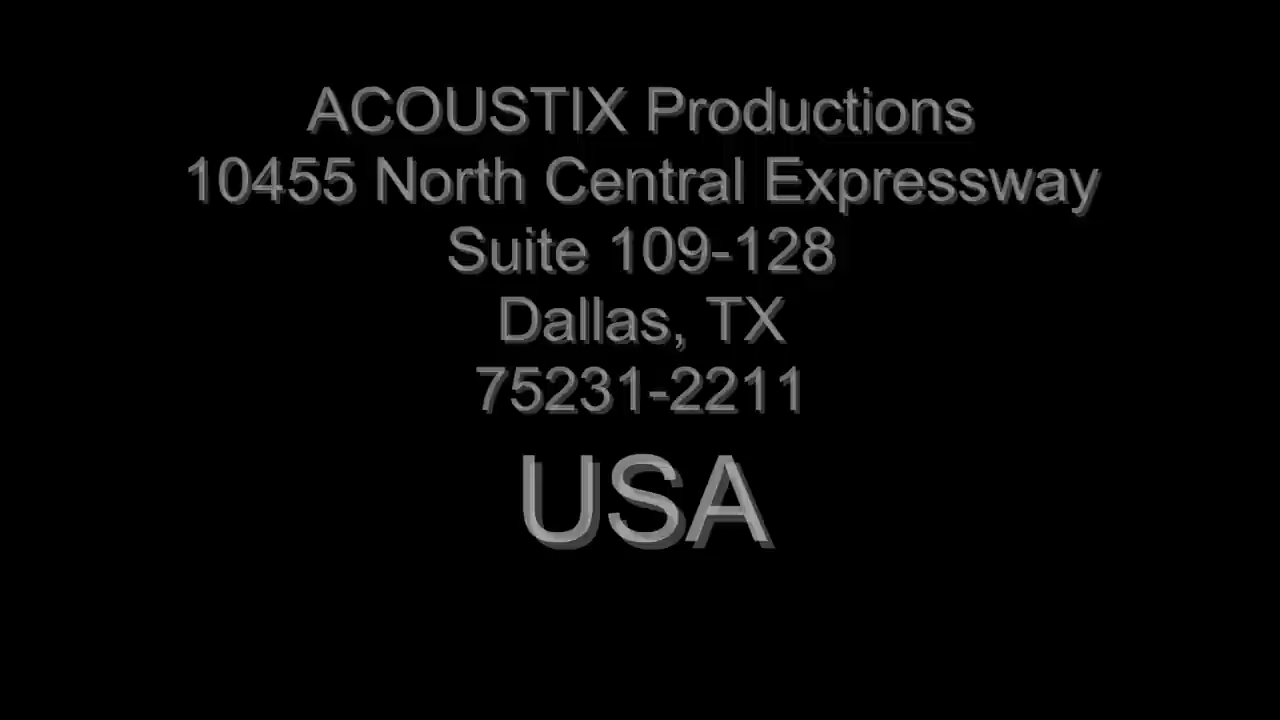 ACOUSTIX Productions
10455 North Central Expressway
Suite 109-128
Dallas, TX
75231-2211
USA